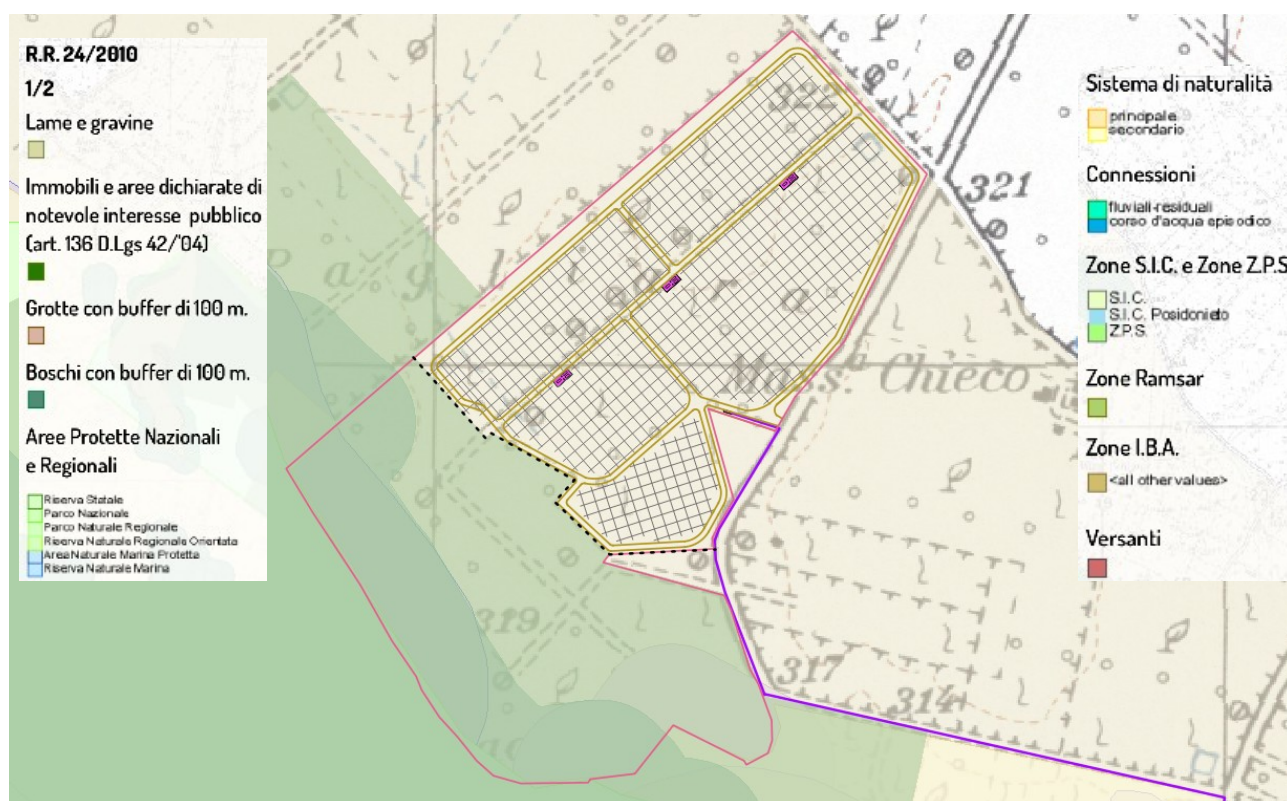 R.R. 24/2010
1/2
Lame e gravine
Immobili e aree dichiarate di
notevole interesse pubblico
(art. 136 D.Lgs 42/'04)
Grotte con buffer di 100 m.
Boschi con buffer di 100 m.
Aree Protette Nazionali
e Regionali
Riserva Statale
Parco Nazionale
Parco Naturale Regionale
Riserva Naturale Regionale Orientata
Area Naturale Marina Protetta
Riserva Naturale Marina
322
321
Mass.a Chieco
319
317
314
Sistema di naturalità
principale
secondario
Connessioni
fluviali-residuali
corso d'acqua episodico
Zone S.I.C. e Zone Z.P.S
S.I.C.
S.I.C. Posidonieto
Z.P.S.
Zone Ramsar
Zone I.B.A.
<all other values>
Versanti